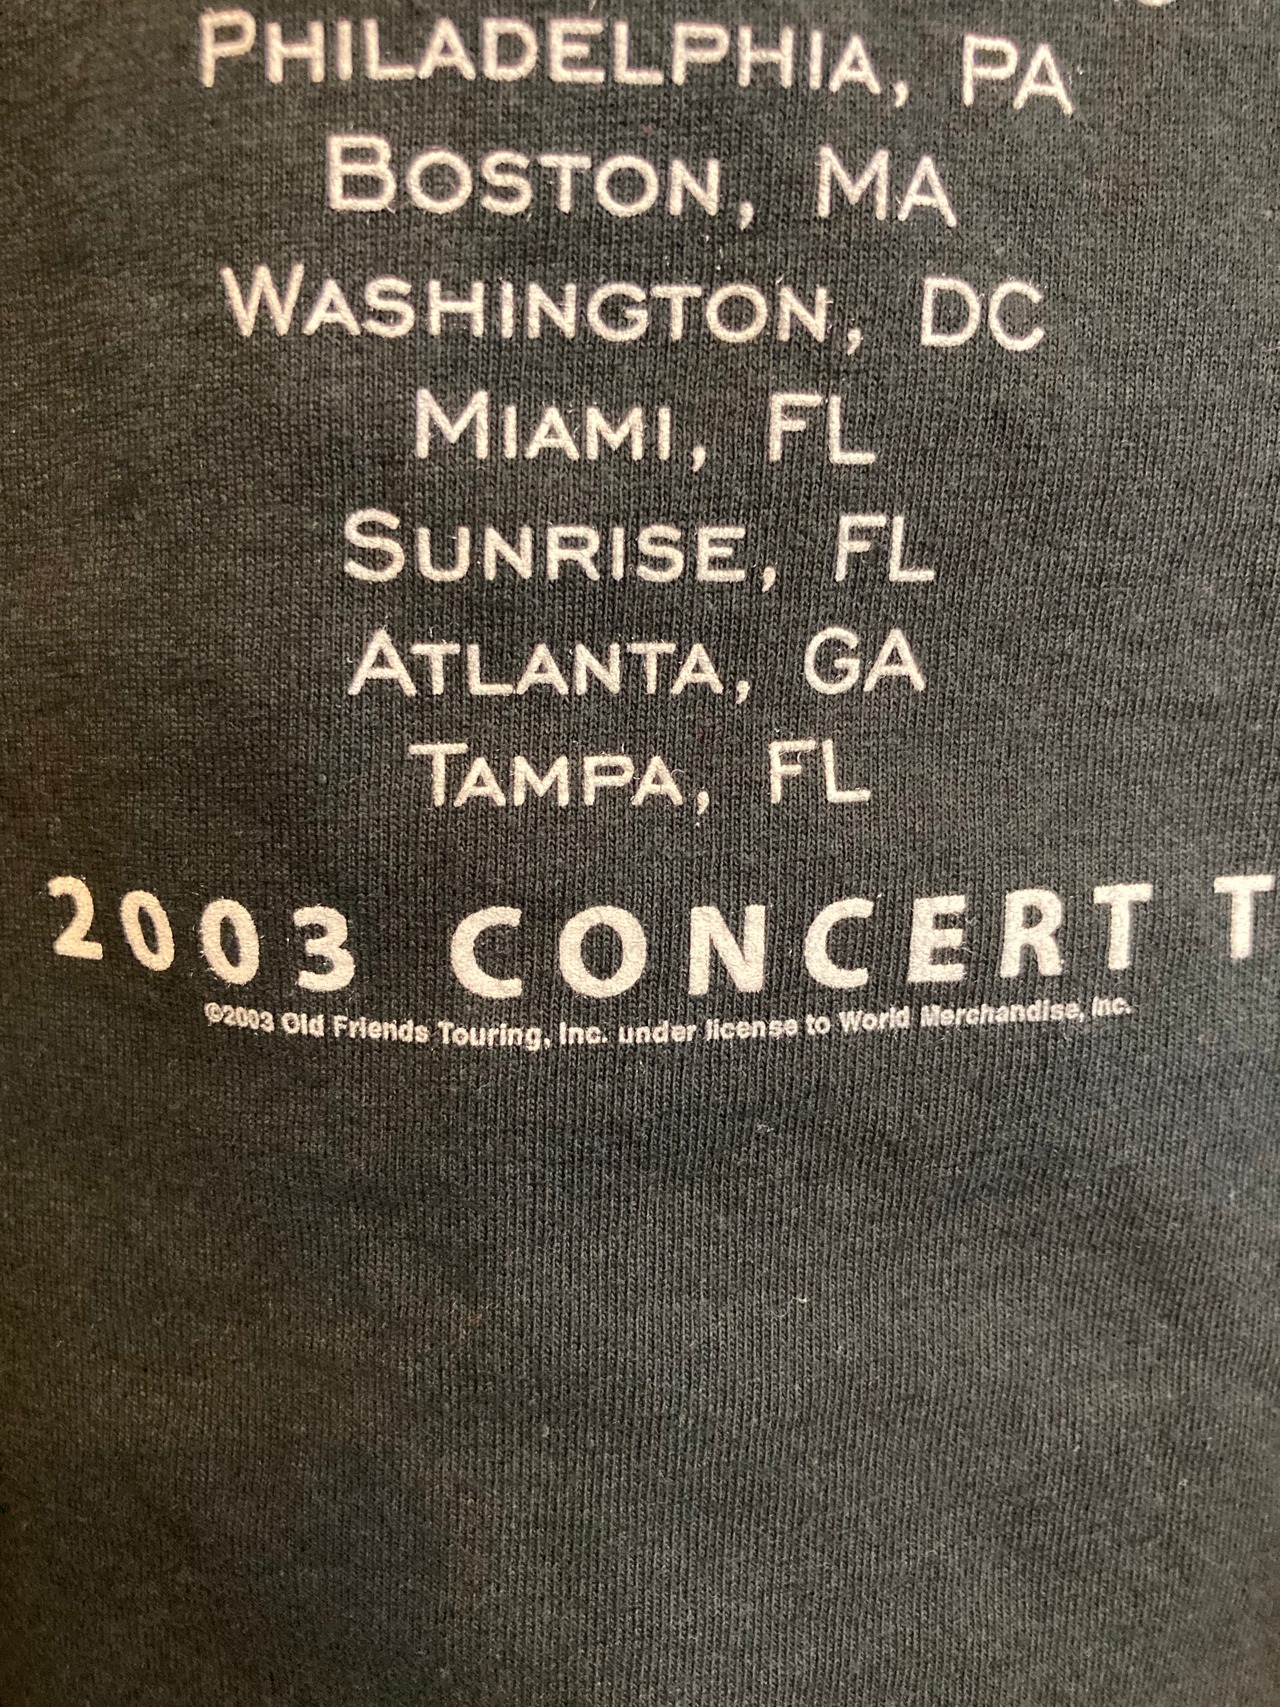 PHILADELPHIA, PA
BOSTON, MA
WASHINGTON, DC
MIAMI, FL
SUNRISE, FL
ATLANTA, GA
TAMPA, FL
2003 CONCERT T
©2003 Old Friends Touring, Inc. under license to World Merchandise, Inc.